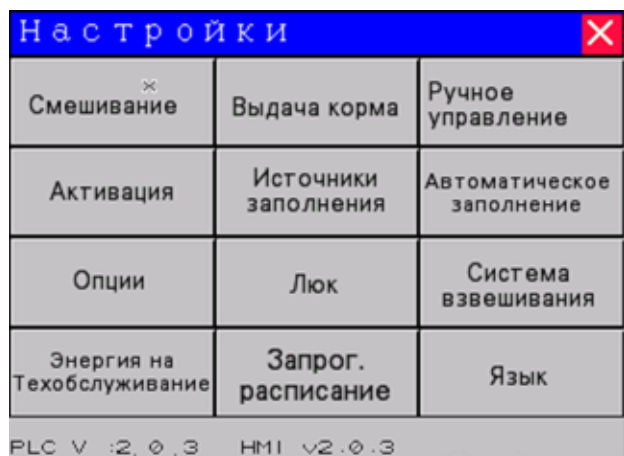 Настройки
Смешивание
Выдача корма
Ручное
управление
Активация
Источники
заполнения
Автоматическое
заполнение
Опции
Люк
Система
взвешивания
Энергия на
Техобслуживание
Запрог.
расписание
Язык
PLC V :2,0,3 HMI v2.0.3